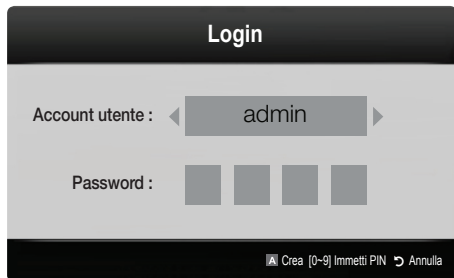 Login
Account utente : admin
Password :
A Crea [0~9] Immetti PIN Annulla